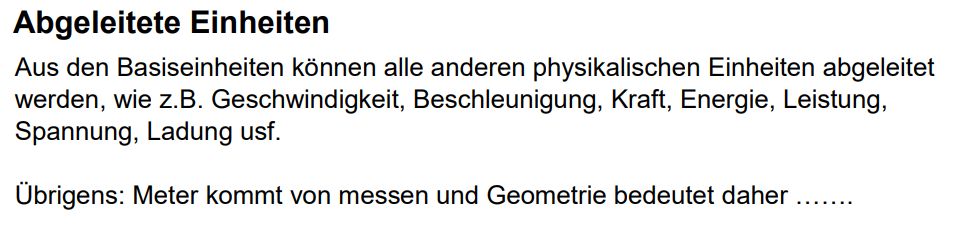 Abgeleitete Einheiten
Aus den Basiseinheiten können alle anderen physikalischen Einheiten abgeleitet
werden, wie z.B. Geschwindigkeit, Beschleunigung, Kraft, Energie, Leistung,
Spannung, Ladung usf.
Übrigens: Meter kommt von messen und Geometrie bedeutet daher …….